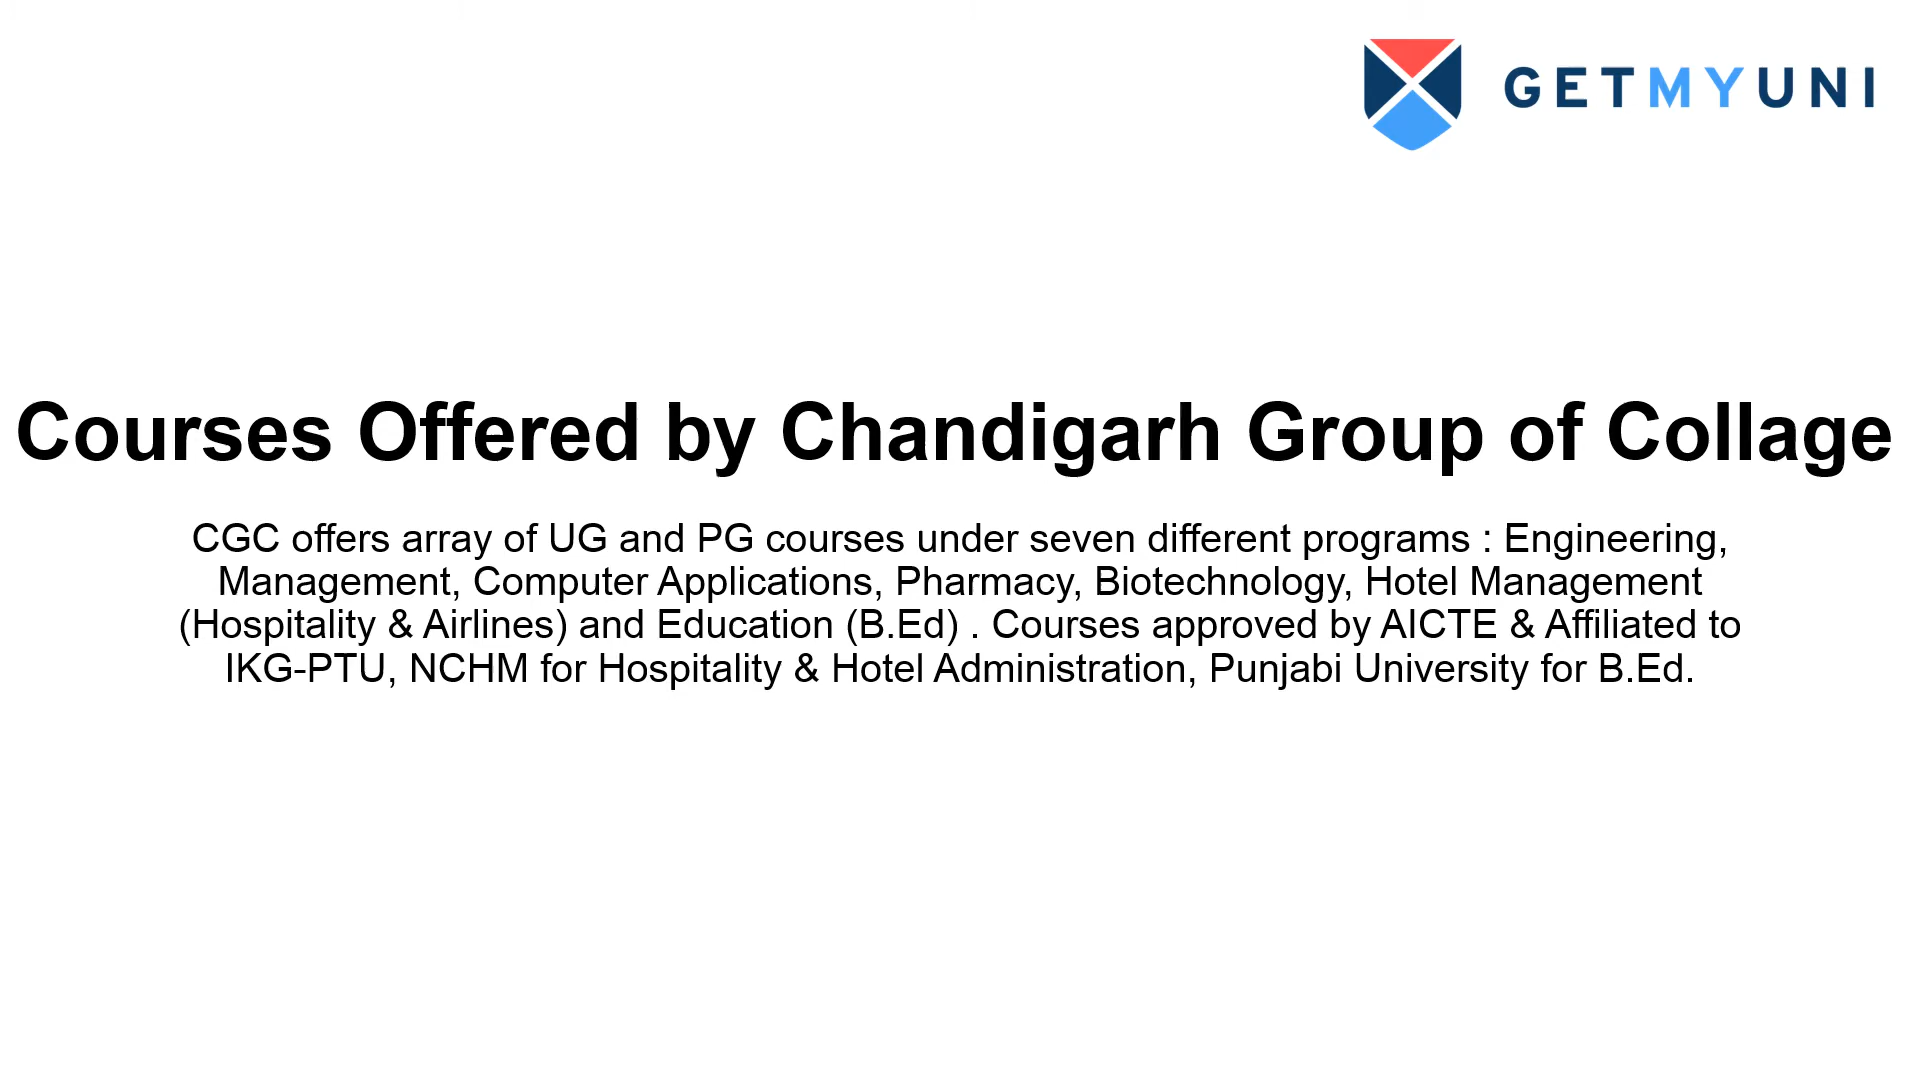 GETMYUNI
Courses Offered by Chandigarh Group of Collage
CGC offers array of UG and PG courses under seven different programs : Engineering,
Management, Computer Applications, Pharmacy, Biotechnology, Hotel Management
(Hospitality & Airlines) and Education (B.Ed) . Courses approved by AICTE & Affiliated to
IKG-PTU, NCHM for Hospitality & Hotel Administration, Punjabi University for B.Ed.